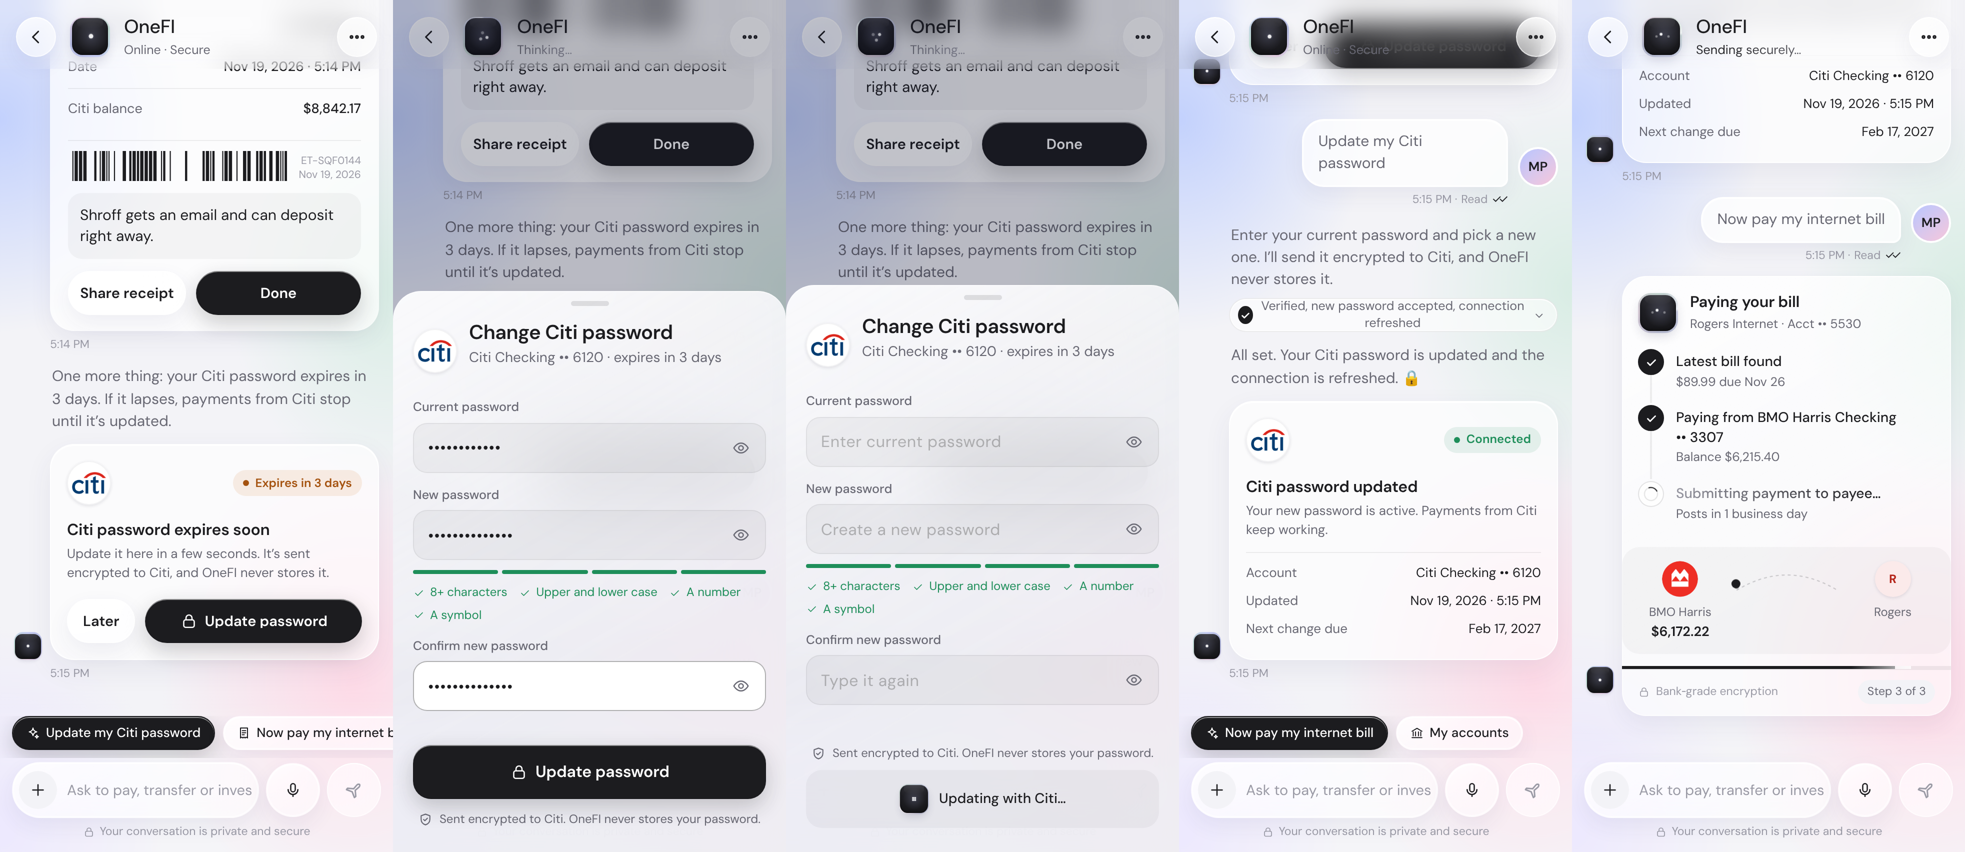 OneFI
Online · Secure
Date Nov 19, 2026 · 5:14 PM
Citi balance $8,842.17
ET-SQF0144
Nov 19, 2026
Shroff gets an email and can deposit
right away.
Share receipt Done
5:14 PM
One more thing: your Citi password expires in
3 days. If it lapses, payments from Citi stop
until it's updated.
citi Expires in 3 days
Citi password expires soon
Update it here in a few seconds. It's sent
encrypted to Citi, and OneFI never stores it.
Later Update password
5:15 PM
Update my Citi password Now pay my internet b
Ask to pay, transfer or inves
Your conversation is private and secure
OneFI
Thinking...
Shroff gets an email and can deposit
right away.
Share receipt Done
5:14 PM
One more thing: your Citi password expires in
3 days. If it lapses, payments from Citi stop
until it's updated.
citi
Change Citi password
Citi Checking •• 6120 · expires in 3 days
Current password
••••••••••••
New password
••••••••••••••
8+ characters Upper and lower case A number
A symbol
Confirm new password
••••••••••••••
Update password
Sent encrypted to Citi. OneFI never stores your password.
OneFI
Thinking...
Shroff gets an email and can deposit
right away.
Share receipt Done
5:14 PM
One more thing: your Citi password expires in
3 days. If it lapses, payments from Citi stop
until it's updated.
citi
Change Citi password
Citi Checking •• 6120 · expires in 3 days
Current password
Enter current password
New password
Create a new password
8+ characters Upper and lower case A number
A symbol
Confirm new password
Type it again
Sent encrypted to Citi. OneFI never stores your password.
Updating with Citi...
OneFI
Online · Secure
Update password
5:15 PM
Update my Citi
password
MP
5:15 PM · Read
Enter your current password and pick a new
one. I'll send it encrypted to Citi, and OneFI
never stores it.
Verified, new password accepted, connection
refreshed
All set. Your Citi password is updated and the
connection is refreshed. 🔒
citi Connected
Citi password updated
Your new password is active. Payments from Citi
keep working.
Account Citi Checking •• 6120
Updated Nov 19, 2026 · 5:15 PM
Next change due Feb 17, 2027
5:15 PM
Now pay my internet bill My accounts
Ask to pay, transfer or inves
Your conversation is private and secure
OneFI
Sending securely...
Account Citi Checking •• 6120
Updated Nov 19, 2026 · 5:15 PM
Next change due Feb 17, 2027
5:15 PM
Now pay my internet bill
MP
5:15 PM · Read
Paying your bill
Rogers Internet · Acct •• 5530
Latest bill found
$89.99 due Nov 26
Paying from BMO Harris Checking
•• 3307
Balance $6,215.40
Submitting payment to payee...
Posts in 1 business day
R
BMO Harris Rogers
$6,172.22
Bank-grade encryption Step 3 of 3
Ask to pay, transfer or inves
Your conversation is private and secure